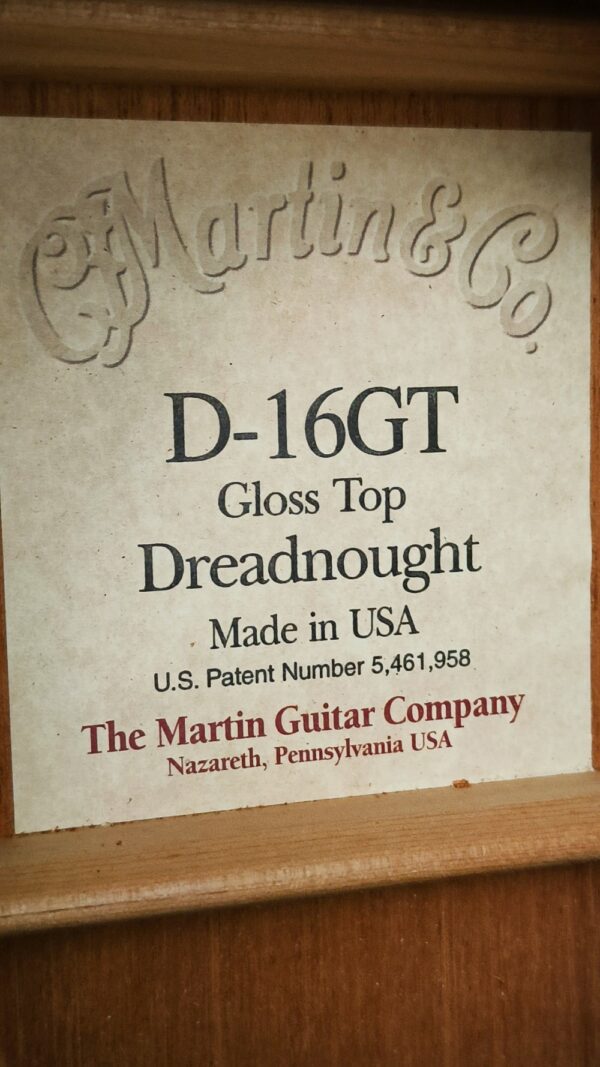 CF Martin & Co.
D-16GT
Gloss Top
Dreadnought
Made in USA
U.S. Patent Number 5,461,958
The Martin Guitar Company
Nazareth, Pennsylvania USA